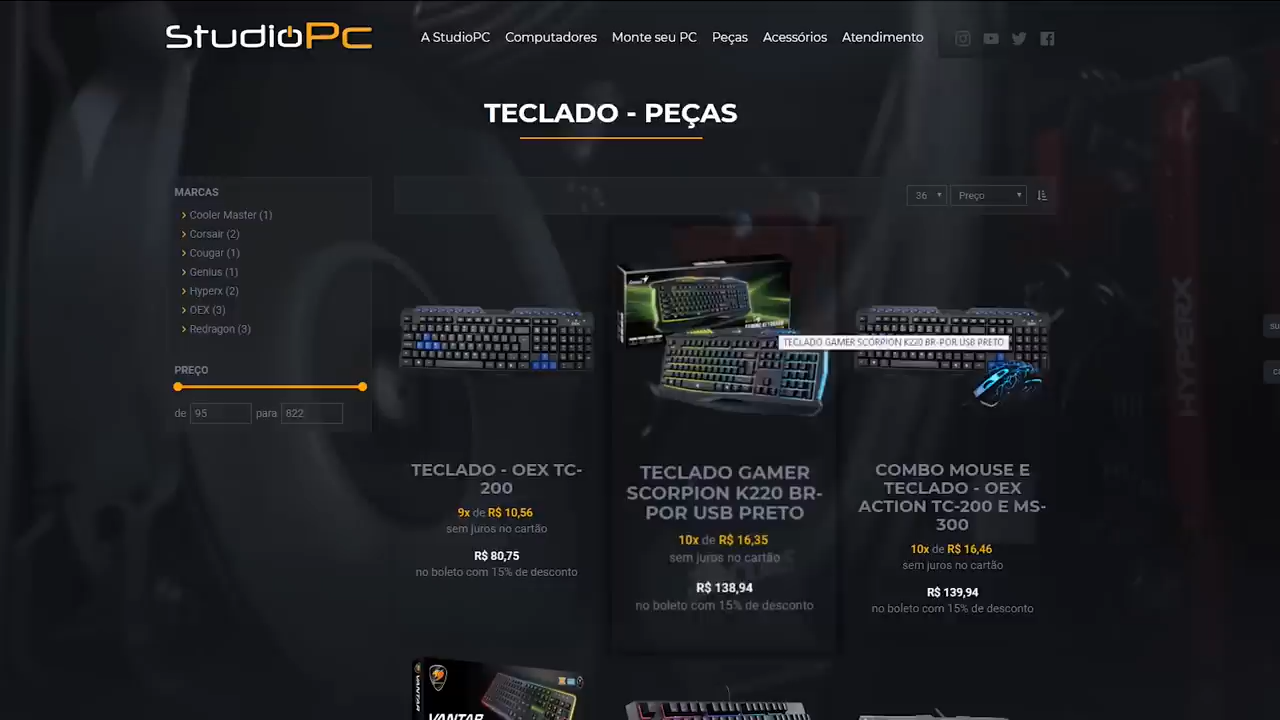 StudioPC
A StudioPC Computadores Monte seu PC Peças Acessórios Atendimento
TECLADO - PEÇAS
MARCAS
Cooler Master (1)
Corsair (2)
Cougar (1)
Genius (1)
Hyperx (2)
OEX (3)
Redragon (3)
PREÇO
de 95 para 822
36 Preço
TECLADO GAMER SCORPION K220 BR-POR USB PRETO
TECLADO - OEX TC-
200
9x de R$ 10,56
sem juros no cartão
R$ 80,75
no boleto com 15% de desconto
TECLADO GAMER
SCORPION K220 BR-
POR USB PRETO
10x de R$ 16,35
sem juros no cartão
R$ 138,94
no boleto com 15% de desconto
COMBO MOUSE E
TECLADO - OEX
ACTION TC-200 E MS-
300
10x de R$ 16,46
sem juros no cartão
R$ 139,94
no boleto com 15% de desconto
VANTAR
HYPERX